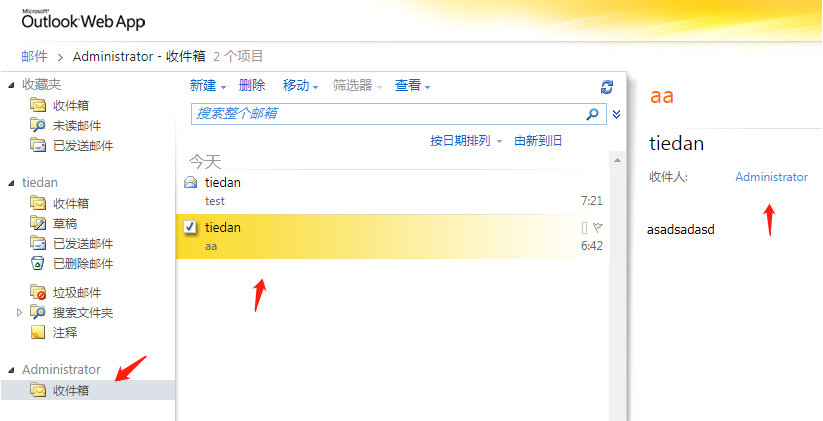 Microsoft®
Outlook Web App
邮件 > Administrator - 收件箱 2 个项目
收藏夹
收件箱
未读邮件
已发送邮件
tiedan
收件箱
草稿
已发送邮件
已删除邮件
垃圾邮件
搜索文件夹
注释
Administrator
收件箱
新建 删除 移动 筛选器 查看
搜索整个邮箱
按日期排列 由新到旧
今天
tiedan
test 7:21
tiedan
aa 6:42
aa
tiedan
收件人: Administrator
asadsadasd